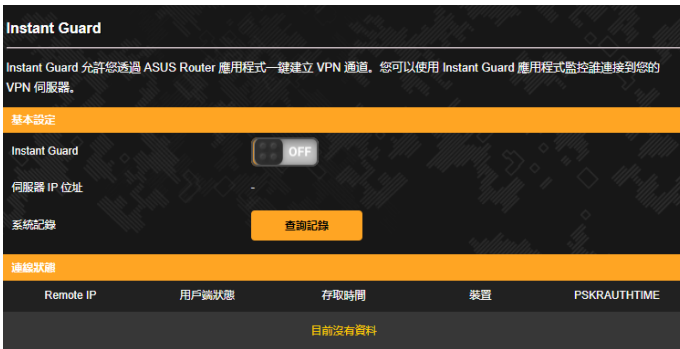 Instant Guard
Instant Guard 允許您透過 ASUS Router 應用程式一鍵建立 VPN 通道。您可以使用 Instant Guard 應用程式監控誰連接到您的
VPN 伺服器。
基本設定
Instant Guard OFF
伺服器 IP 位址 -
系統記錄 查詢記錄
連線狀態
Remote IP 用戶端狀態 存取時間 裝置 PSKRAUTHTIME
目前沒有資料